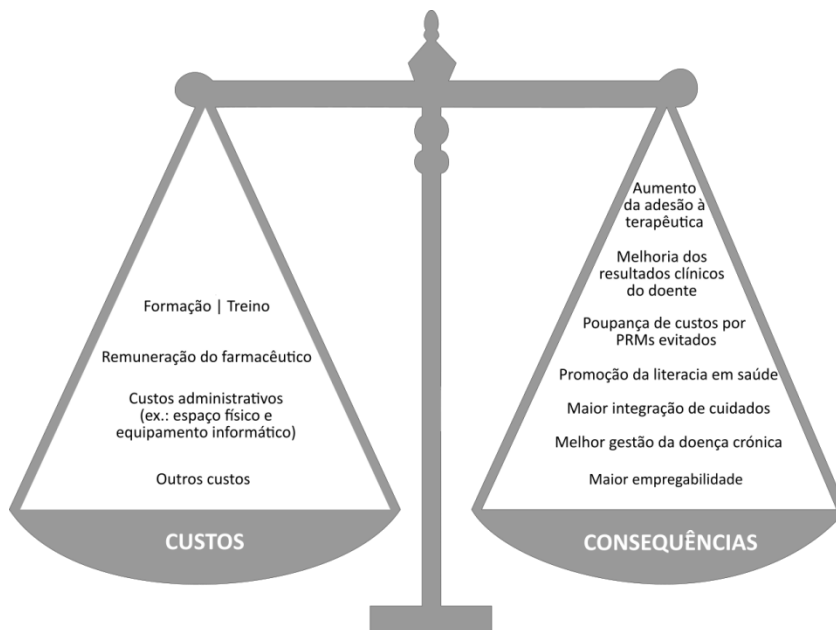 Formação | Treino
Remuneração do farmacêutico
Custos administrativos
(ex.: espaço físico e
equipamento informático)
Outros custos
CUSTOS
Aumento
da adesão à
terapêutica
Melhoria dos
resultados clínicos
do doente
Poupança de custos por
PRMs evitados
Promoção da literacia em saúde
Maior integração de cuidados
Melhor gestão da doença crónica
Maior empregabilidade
CONSEQUÊNCIAS